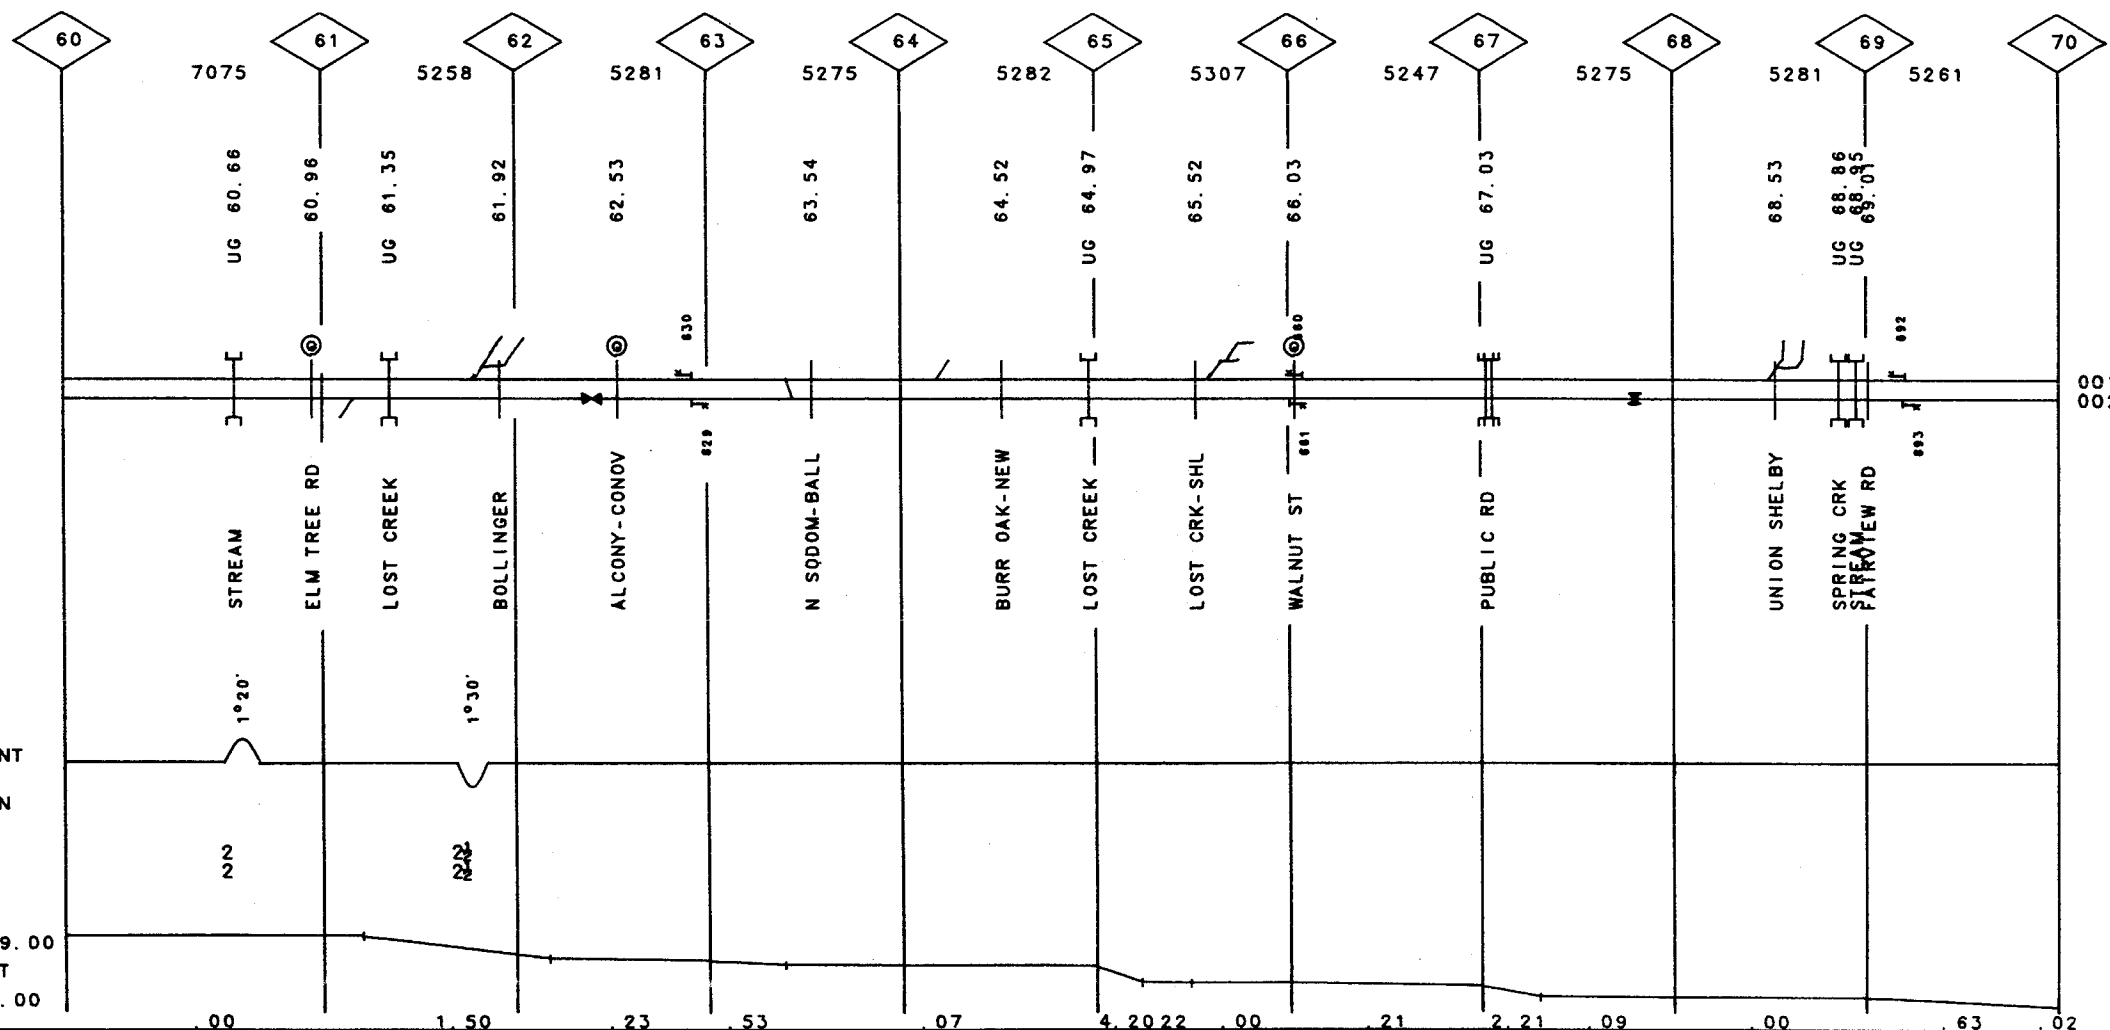 60 61 62 63 64 65 66 67 68 69 70
7075 5258 5281 5275 5282 5307 5247 5275 5281 5261
UG 60.66
60.96
UG 61.35
61.92
62.53
63.54
64.52
UG 64.97
65.52
66.03
UG 67.03
68.53
UG 68.86
UG 68.95
69.01
630
660
692
629
661
693
00
00
STREAM
ELM TREE RD
LOST CREEK
BOLLINGER
ALCONY-CONOV
N SODOM-BALL
BURR OAK-NEW
LOST CREEK
LOST CRK-SHL
WALNUT ST
PUBLIC RD
UNION SHELBY
SPRING CRK
STREAM
FAIRVIEW RD
1°20'
1°30'
NT
N
2
2
9.00
T
.00
.00 1.50 .23 .53 .07 4.20 22 .00 .21 2.21 .09 .00 .63 .02